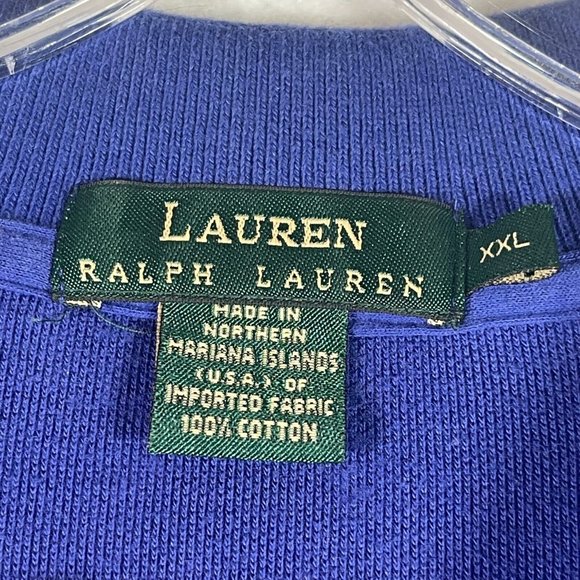 LAUREN
RALPH LAUREN
XXL
MADE IN
NORTHERN
MARIANA ISLANDS
(U.S.A.) OF
IMPORTED FABRIC
100% COTTON